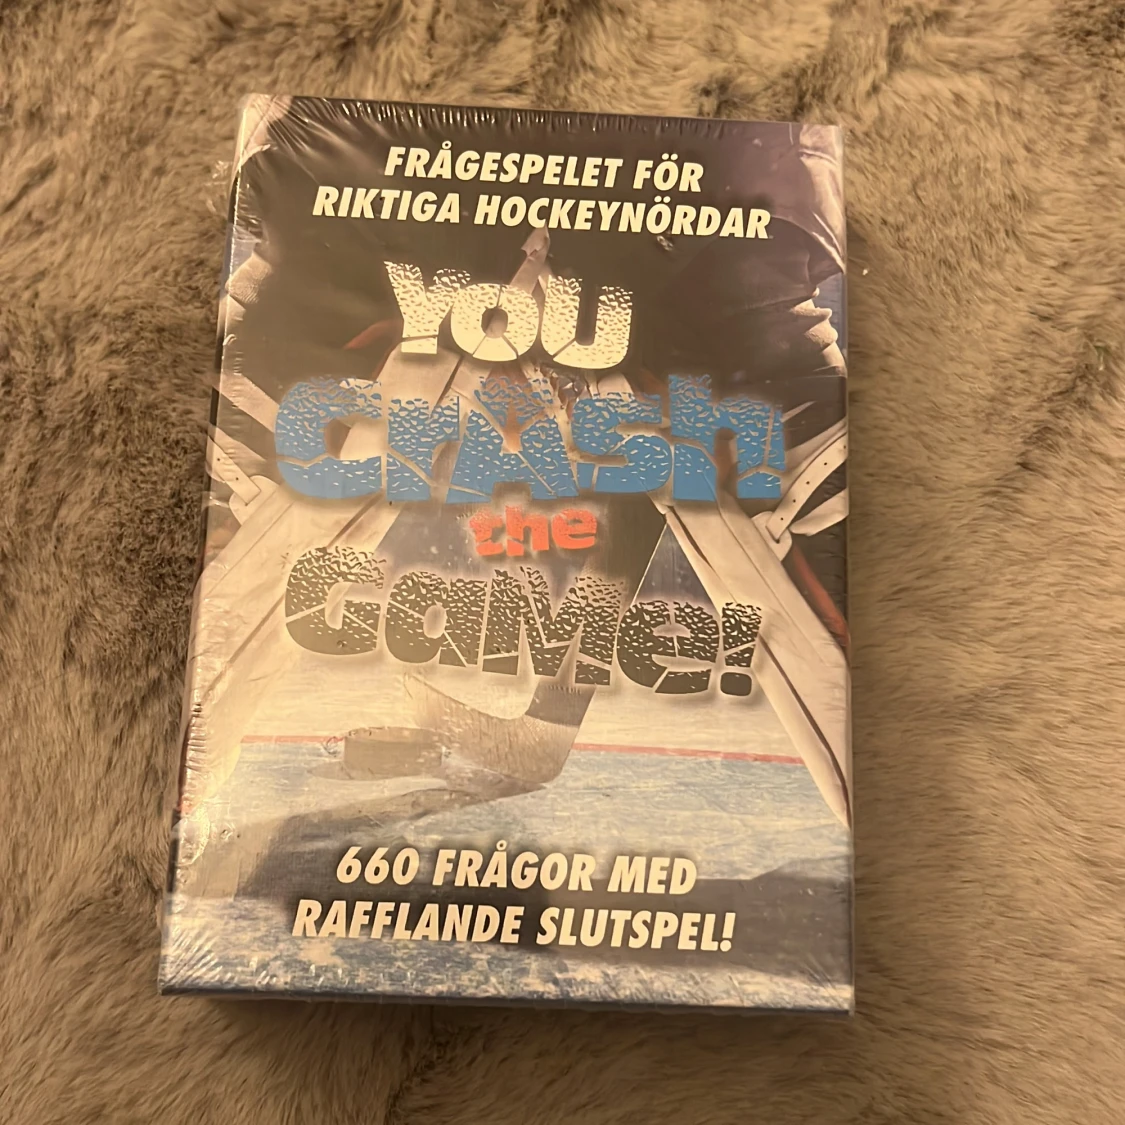 FRÅGESPELET FÖR
RIKTIGA HOCKEYNÖRDAR
YOU
CrAsh
the
GaMe!
660 FRÅGOR MED
RAFFLANDE SLUTSPEL!